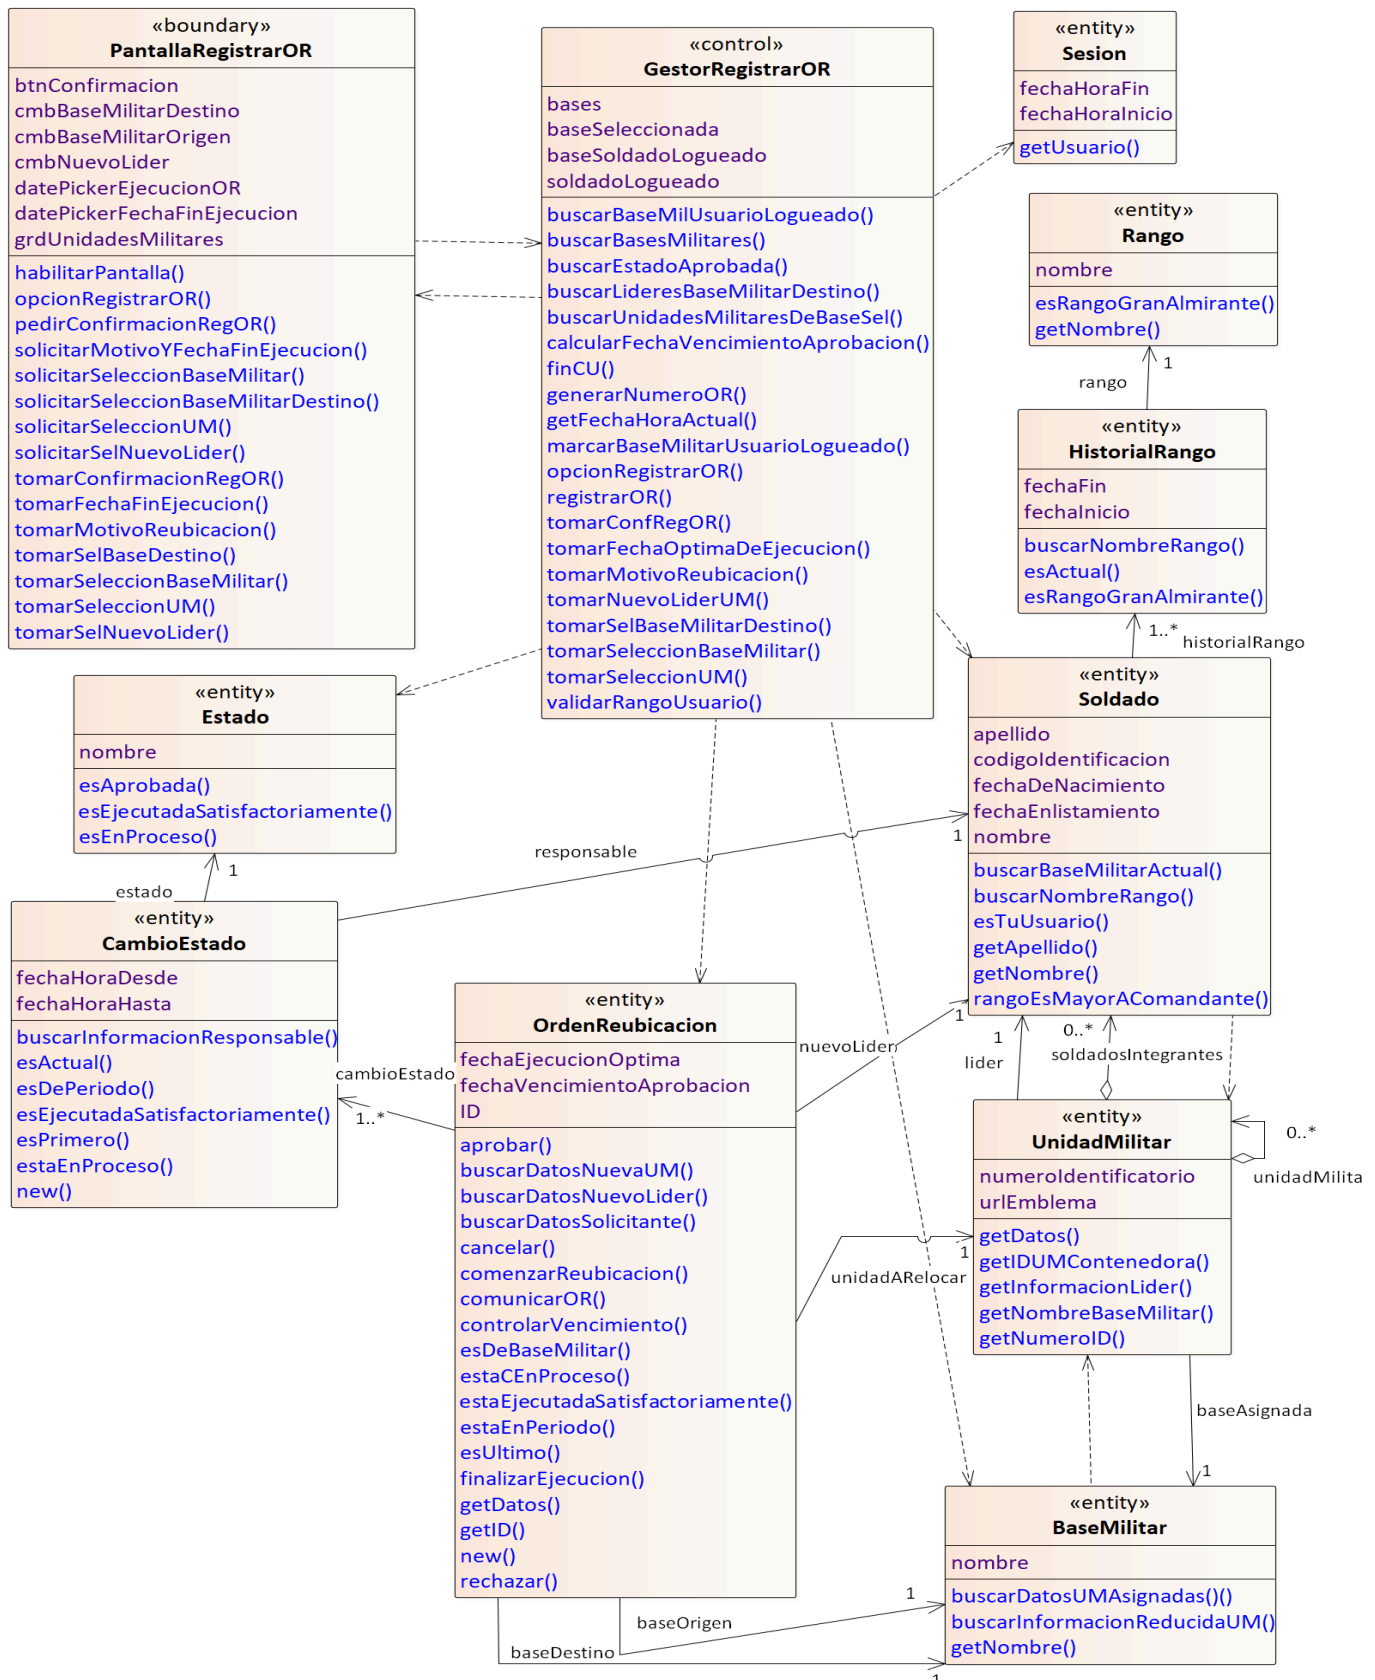 «boundary»
PantallaRegistrarOR
btnConfirmacion
cmbBaseMilitarDestino
cmbBaseMilitarOrigen
cmbNuevoLider
datePickerEjecucionOR
datePickerFechaFinEjecucion
grdUnidadesMilitares
habilitarPantalla()
opcionRegistrarOR()
pedirConfirmacionRegOR()
solicitarMotivoYFechaFinEjecucion()
solicitarSeleccionBaseMilitar()
solicitarSeleccionBaseMilitarDestino()
solicitarSeleccionUM()
solicitarSelNuevoLider()
tomarConfirmacionRegOR()
tomarFechaFinEjecucion()
tomarMotivoReubicacion()
tomarSelBaseDestino()
tomarSeleccionBaseMilitar()
tomarSeleccionUM()
tomarSelNuevoLider()
«control»
GestorRegistrarOR
bases
baseSeleccionada
baseSoldadoLogueado
soldadoLogueado
buscarBaseMilUsuarioLogueado()
buscarBasesMilitares()
buscarEstadoAprobada()
buscarLideresBaseMilitarDestino()
buscarUnidadesMilitaresDeBaseSel()
calcularFechaVencimientoAprobacion()
finCU()
generarNumeroOR()
getFechaHoraActual()
marcarBaseMilitarUsuarioLogueado()
opcionRegistrarOR()
registrarOR()
tomarConfRegOR()
tomarFechaOptimaDeEjecucion()
tomarMotivoReubicacion()
tomarNuevoLiderUM()
tomarSelBaseMilitarDestino()
tomarSeleccionBaseMilitar()
tomarSeleccionUM()
validarRangoUsuario()
«entity»
Sesion
fechaHoraFin
fechaHoraInicio
getUsuario()
«entity»
Rango
nombre
esRangoGranAlmirante()
getNombre()
1
rango
«entity»
HistorialRango
fechaFin
fechaInicio
buscarNombreRango()
esActual()
esRangoGranAlmirante()
1..*
historialRango
«entity»
Soldado
apellido
codigoIdentificacion
fechaDeNacimiento
fechaEnlistamiento
nombre
buscarBaseMilitarActual()
buscarNombreRango()
esTuUsuario()
getApellido()
getNombre()
rangoEsMayorAComandante()
«entity»
Estado
nombre
esAprobada()
esEjecutadaSatisfactoriamente()
esEnProceso()
1
estado
responsable
1
«entity»
CambioEstado
fechaHoraDesde
fechaHoraHasta
buscarInformacionResponsable()
esActual()
esDePeriodo()
esEjecutadaSatisfactoriamente()
esPrimero()
estaEnProceso()
new()
cambioEstado
1..*
«entity»
OrdenReubicacion
fechaEjecucionOptima
fechaVencimientoAprobacion
ID
aprobar()
buscarDatosNuevaUM()
buscarDatosNuevoLider()
buscarDatosSolicitante()
cancelar()
comenzarReubicacion()
comunicarOR()
controlarVencimiento()
esDeBaseMilitar()
estaCEnProceso()
estaEjecutadaSatisfactoriamente()
estaEnPeriodo()
esUltimo()
finalizarEjecucion()
getDatos()
getID()
new()
rechazar()
nuevoLider
1
1
lider
0..*
soldadosIntegrantes
«entity»
UnidadMilitar
numeroIdentificatorio
urlEmblema
getDatos()
getIDUMContenedora()
getInformacionLider()
getNombreBaseMilitar()
getNumeroID()
0..*
unidadMilita
1
unidadARelocar
baseAsignada
1
«entity»
BaseMilitar
nombre
buscarDatosUMAsignadas()()
buscarInformacionReducidaUM()
getNombre()
1
baseOrigen
baseDestino
1